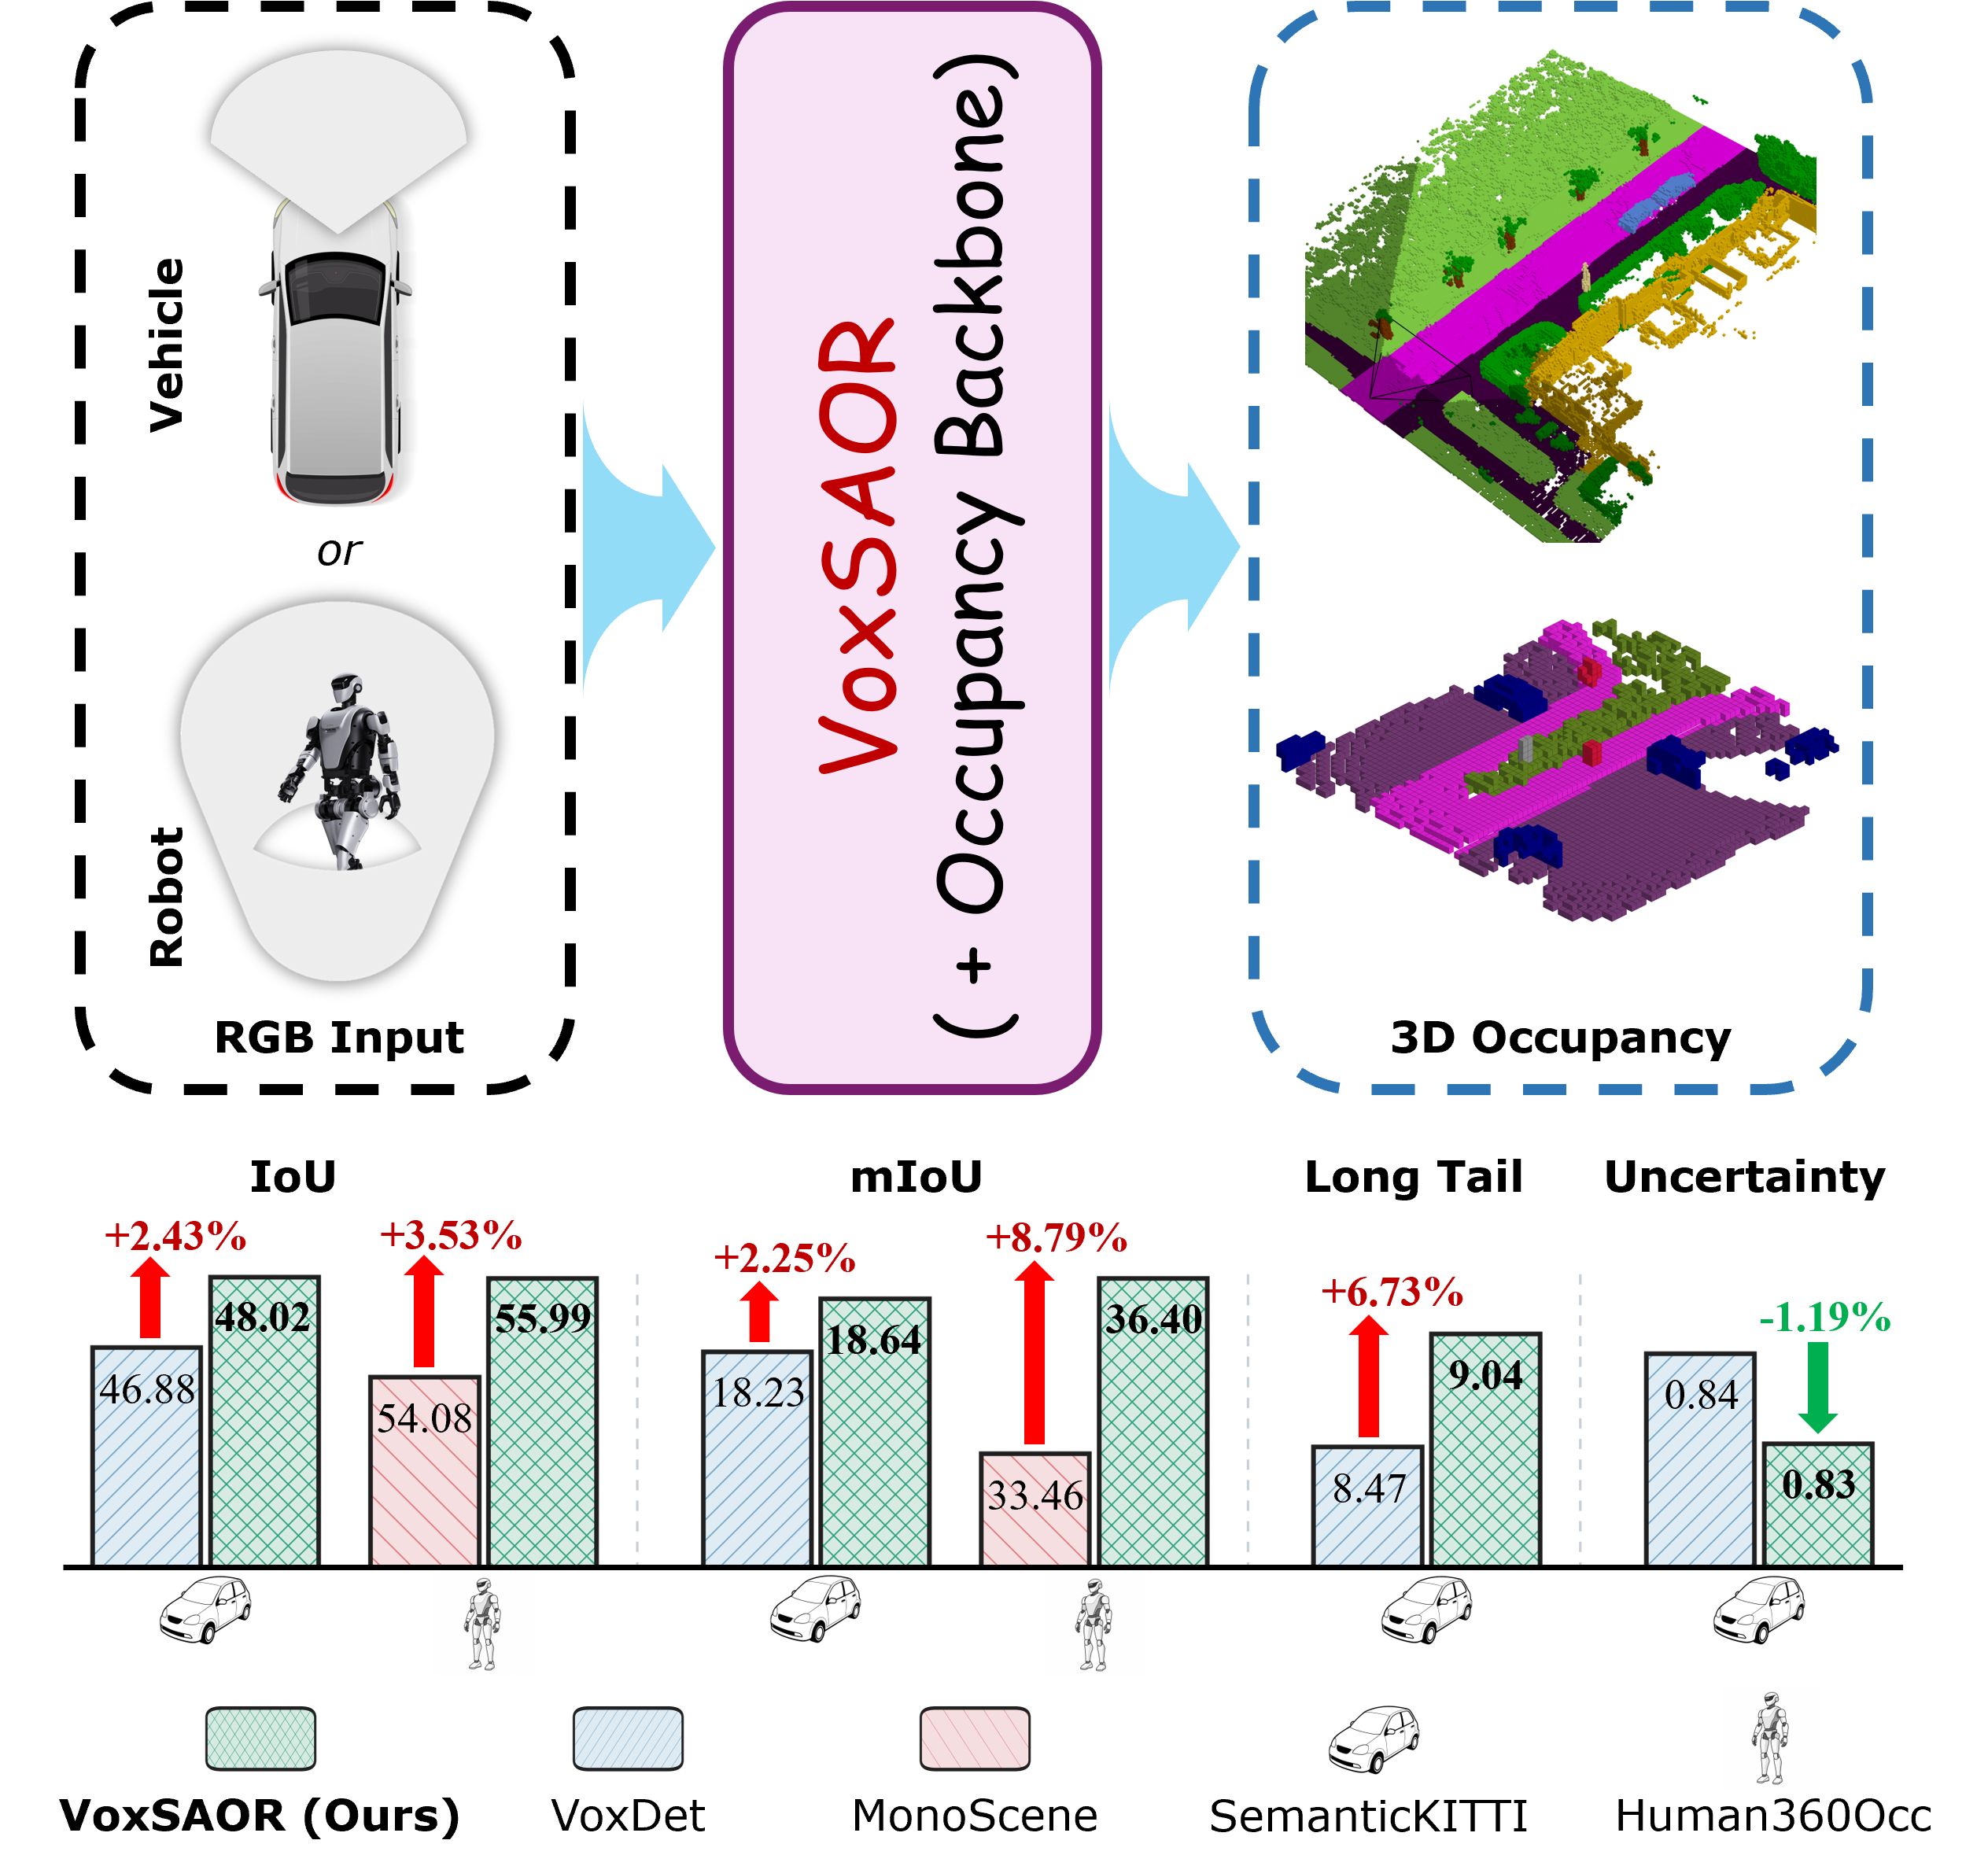 Vehicle
or
Robot
RGB Input
VoxSAOR
( + Occupancy Backbone)
3D Occupancy
IoU
mIoU
Long Tail
Uncertainty
+2.43%
46.88
48.02
+3.53%
54.08
55.99
+2.25%
18.23
18.64
+8.79%
33.46
36.40
+6.73%
8.47
9.04
-1.19%
0.84
0.83
VoxSAOR (Ours)
VoxDet
MonoScene
SemanticKITTI
Human360Occ